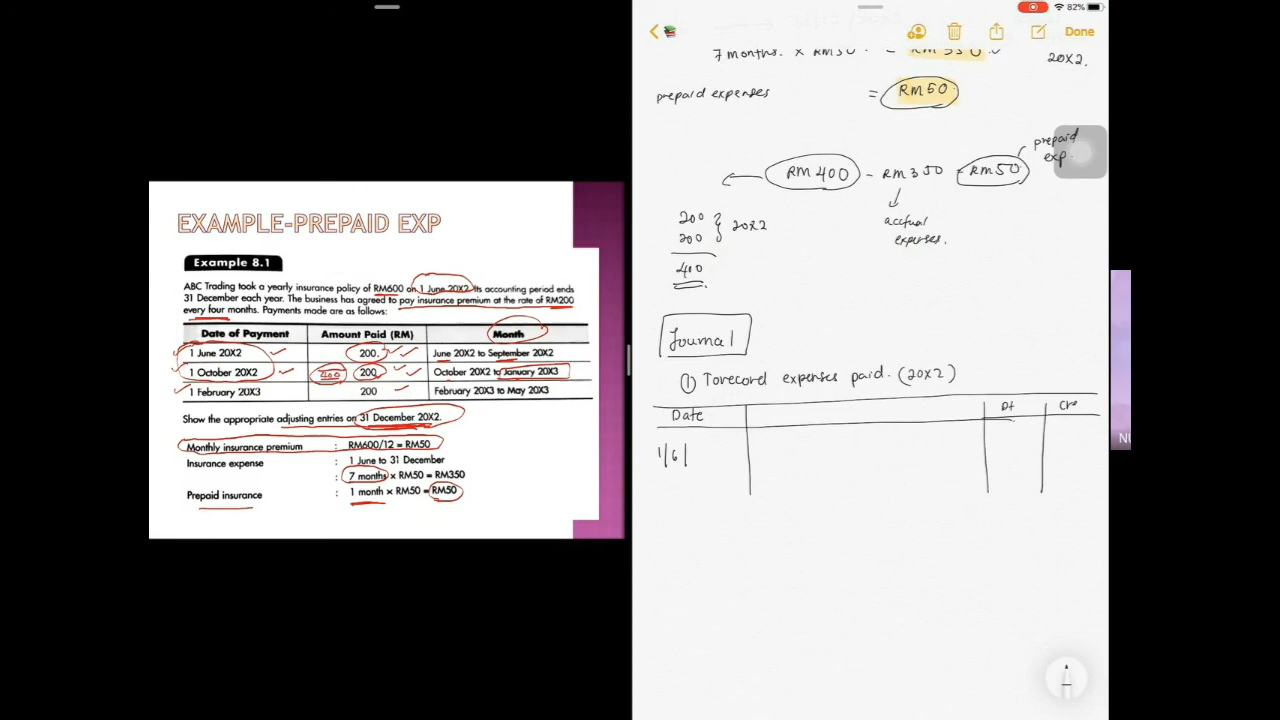 EXAMPLE-PREPAID EXP
Example 8.1
ABC Trading took a yearly insurance policy of RM600 on 1 June 20X2. Its accounting period ends
31 December each year. The business has agreed to pay insurance premium at the rate of RM200
every four months. Payments made are as follows:
Date of Payment Amount Paid (RM) Month
1 June 20X2 200 June 20X2 to September 20X2
1 October 20X2 400 200 October 20X2 to January 20X3
1 February 20X3 200 February 20X3 to May 20X3
Show the appropriate adjusting entries on 31 December 20X2.
Monthly insurance premium : RM600/12 = RM50
Insurance expense : 1 June to 31 December
: 7 months × RM50 = RM350
Prepaid insurance : 1 month × RM50 = RM50
82%
Done
7 months. x RM50 = RM350
20X2.
prepaid expenses = RM50.
prepaid
exp.
RM400 - RM350 = RM50
200
200 } 20X2
400
actual
expenses.
Journal
① To record expenses paid. (20X2)
Date Dt Cr
1/6/
NU